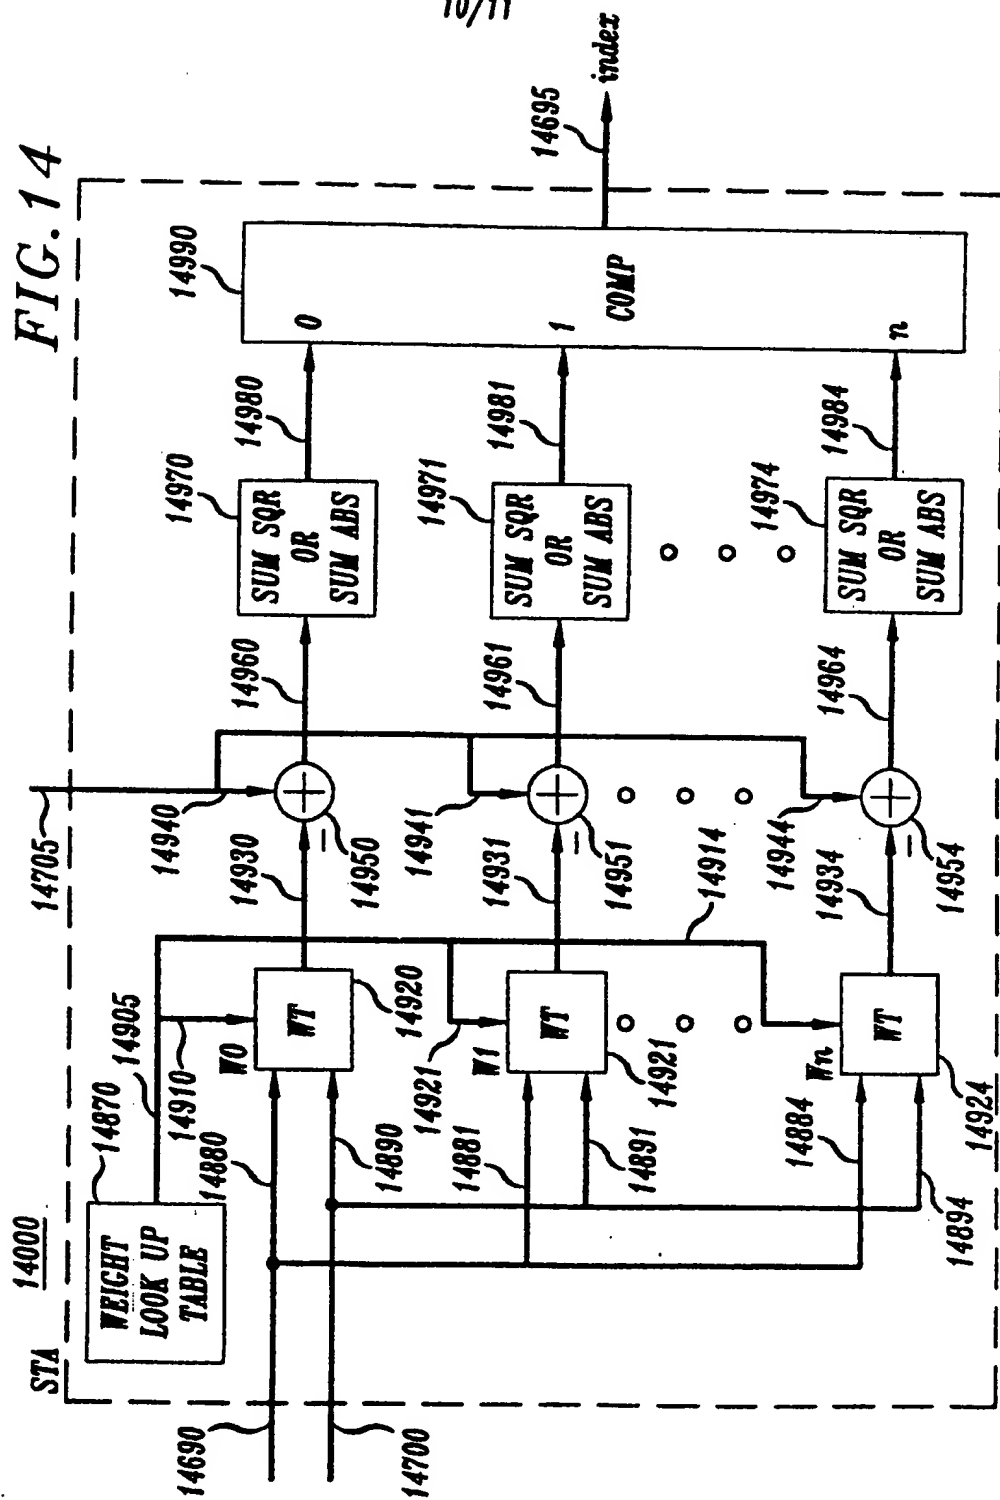 10/11
FIG. 14
STA 14000
14870
WEIGHT
LOOK UP
TABLE
14905
14910
14880
14890
W0
WT
14920
14930
14705
14940
14950
14960
14970
SUM SQR
OR
SUM ABS
14980
14990
0
1
n
COMP
14695
index
14690
14700
14881
14891
W1
WT
14921
14921
14931
14941
14951
14961
14971
SUM SQR
OR
SUM ABS
14981
14914
14884
14894
Wn
WT
14924
14934
14944
14954
14964
14974
SUM SQR
OR
SUM ABS
14984